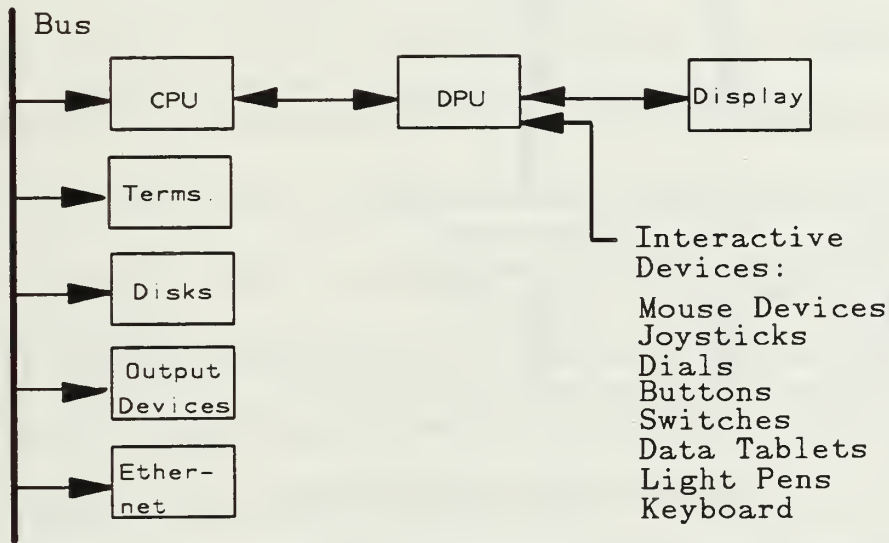 Bus
CPU
DPU
Display
Terms.
Disks
Output
Devices
Ether-
net
Interactive
Devices:
Mouse Devices
Joysticks
Dials
Buttons
Switches
Data Tablets
Light Pens
Keyboard